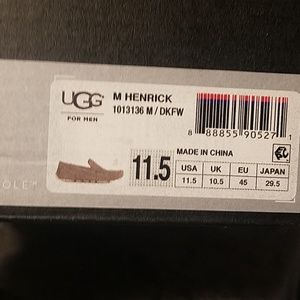 UGG
FOR MEN
M HENRICK
1013136 M / DKFW
8 88855 90527 1
11.5
MADE IN CHINA
USA UK EU JAPAN
11.5 10.5 45 29.5
OLE™